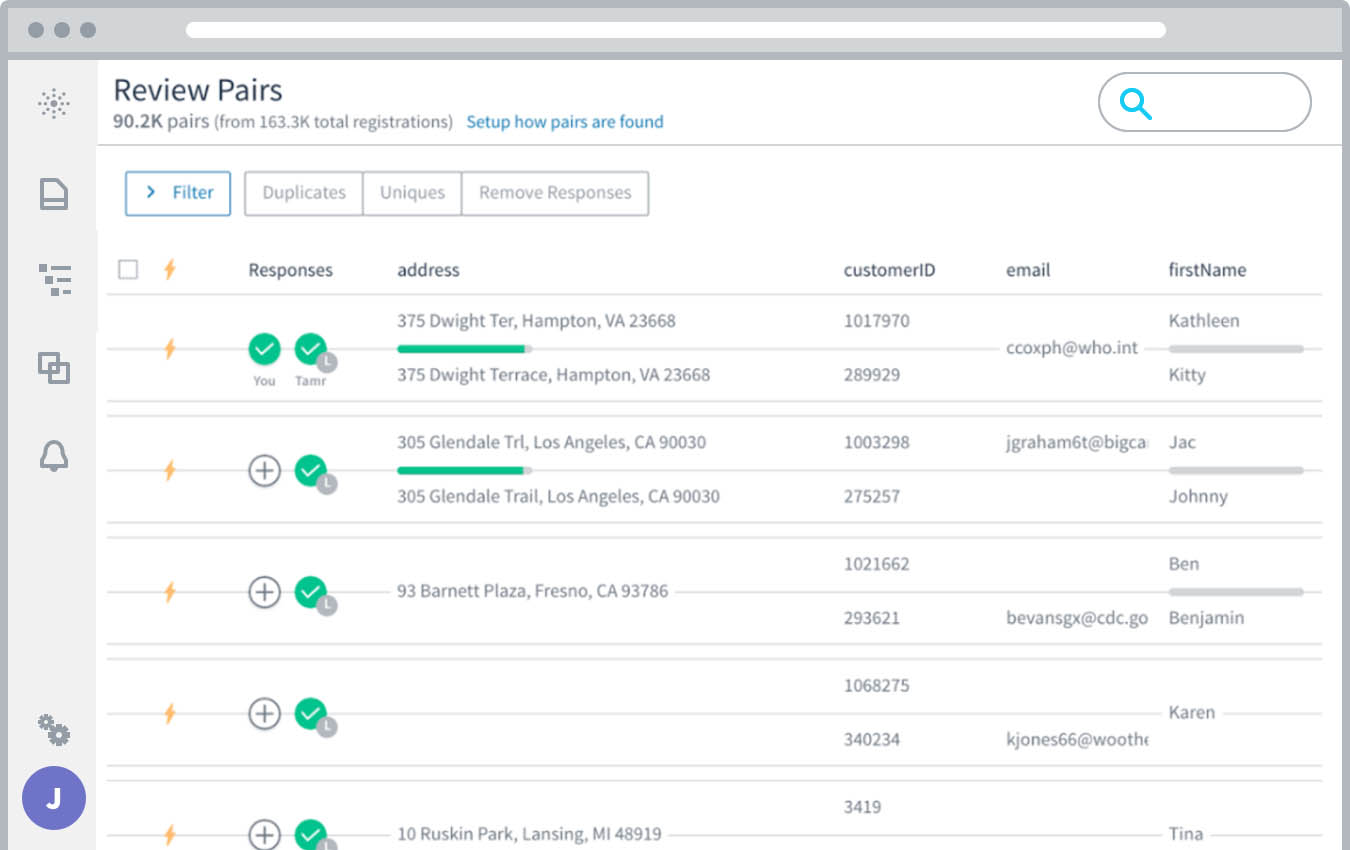 Review Pairs
90.2K pairs (from 163.3K total registrations) Setup how pairs are found
Filter Duplicates Uniques Remove Responses
Responses address customerID email firstName
375 Dwight Ter, Hampton, VA 23668 1017970 Kathleen
ccoxph@who.int
L
You Tamr 375 Dwight Terrace, Hampton, VA 23668 289929 Kitty
305 Glendale Trl, Los Angeles, CA 90030 1003298 jgraham6t@bigca Jac
L
305 Glendale Trail, Los Angeles, CA 90030 275257 Johnny
1021662 Ben
93 Barnett Plaza, Fresno, CA 93786
L
293621 bevansgx@cdc.go Benjamin
1068275
Karen
L
340234 kjones66@woothe
3419
10 Ruskin Park, Lansing, MI 48919 Tina
L
J